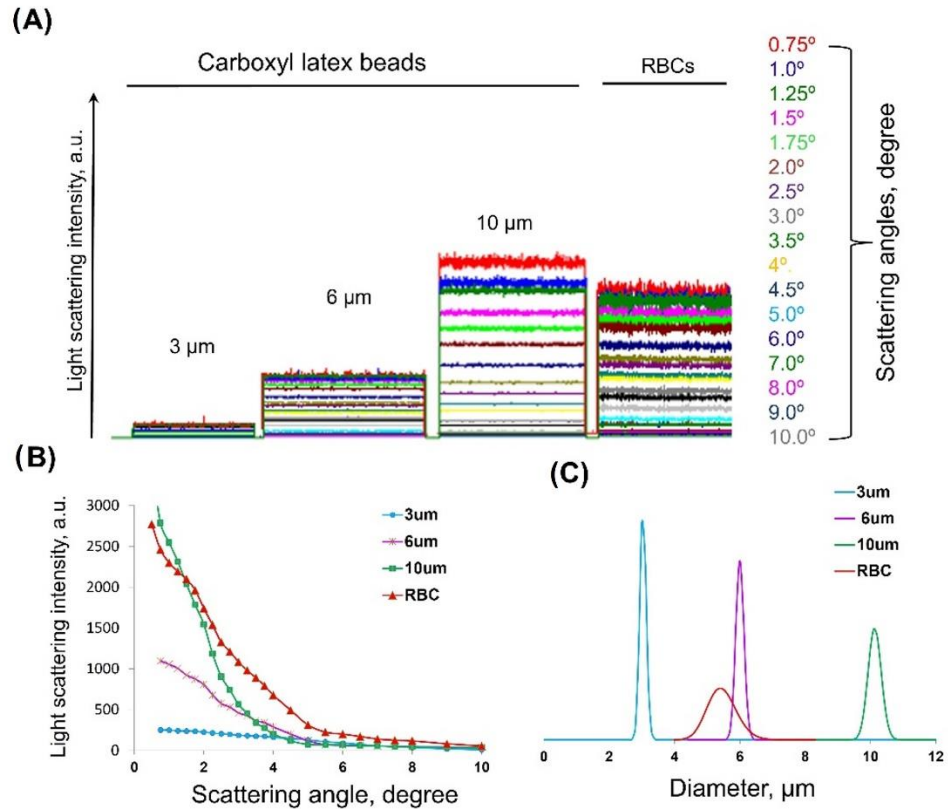 (A)
Carboxyl latex beads
RBCs
Light scattering intensity, a.u.
3 µm
6 µm
10 µm
0.75º
1.0º
1.25º
1.5º
1.75º
2.0º
2.5º
3.0º
3.5º
4º.
4.5º
5.0º
6.0º
7.0º
8.0º
9.0º
10.0º
Scattering angles, degree
(B)
Light scattering intensity, a.u.
3000
2500
2000
1500
1000
500
0
0
2
4
6
8
10
Scattering angle, degree
3um
6um
10um
RBC
(C)
3um
6um
10um
RBC
0
2
4
6
8
10
12
Diameter, µm